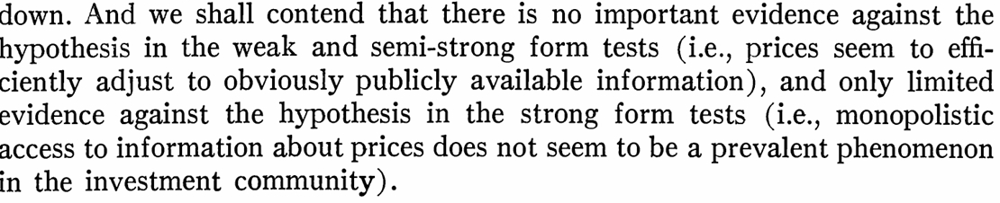 down. And we shall contend that there is no important evidence against the
hypothesis in the weak and semi-strong form tests (i.e., prices seem to effi-
ciently adjust to obviously publicly available information), and only limited
evidence against the hypothesis in the strong form tests (i.e., monopolistic
access to information about prices does not seem to be a prevalent phenomenon
in the investment community).